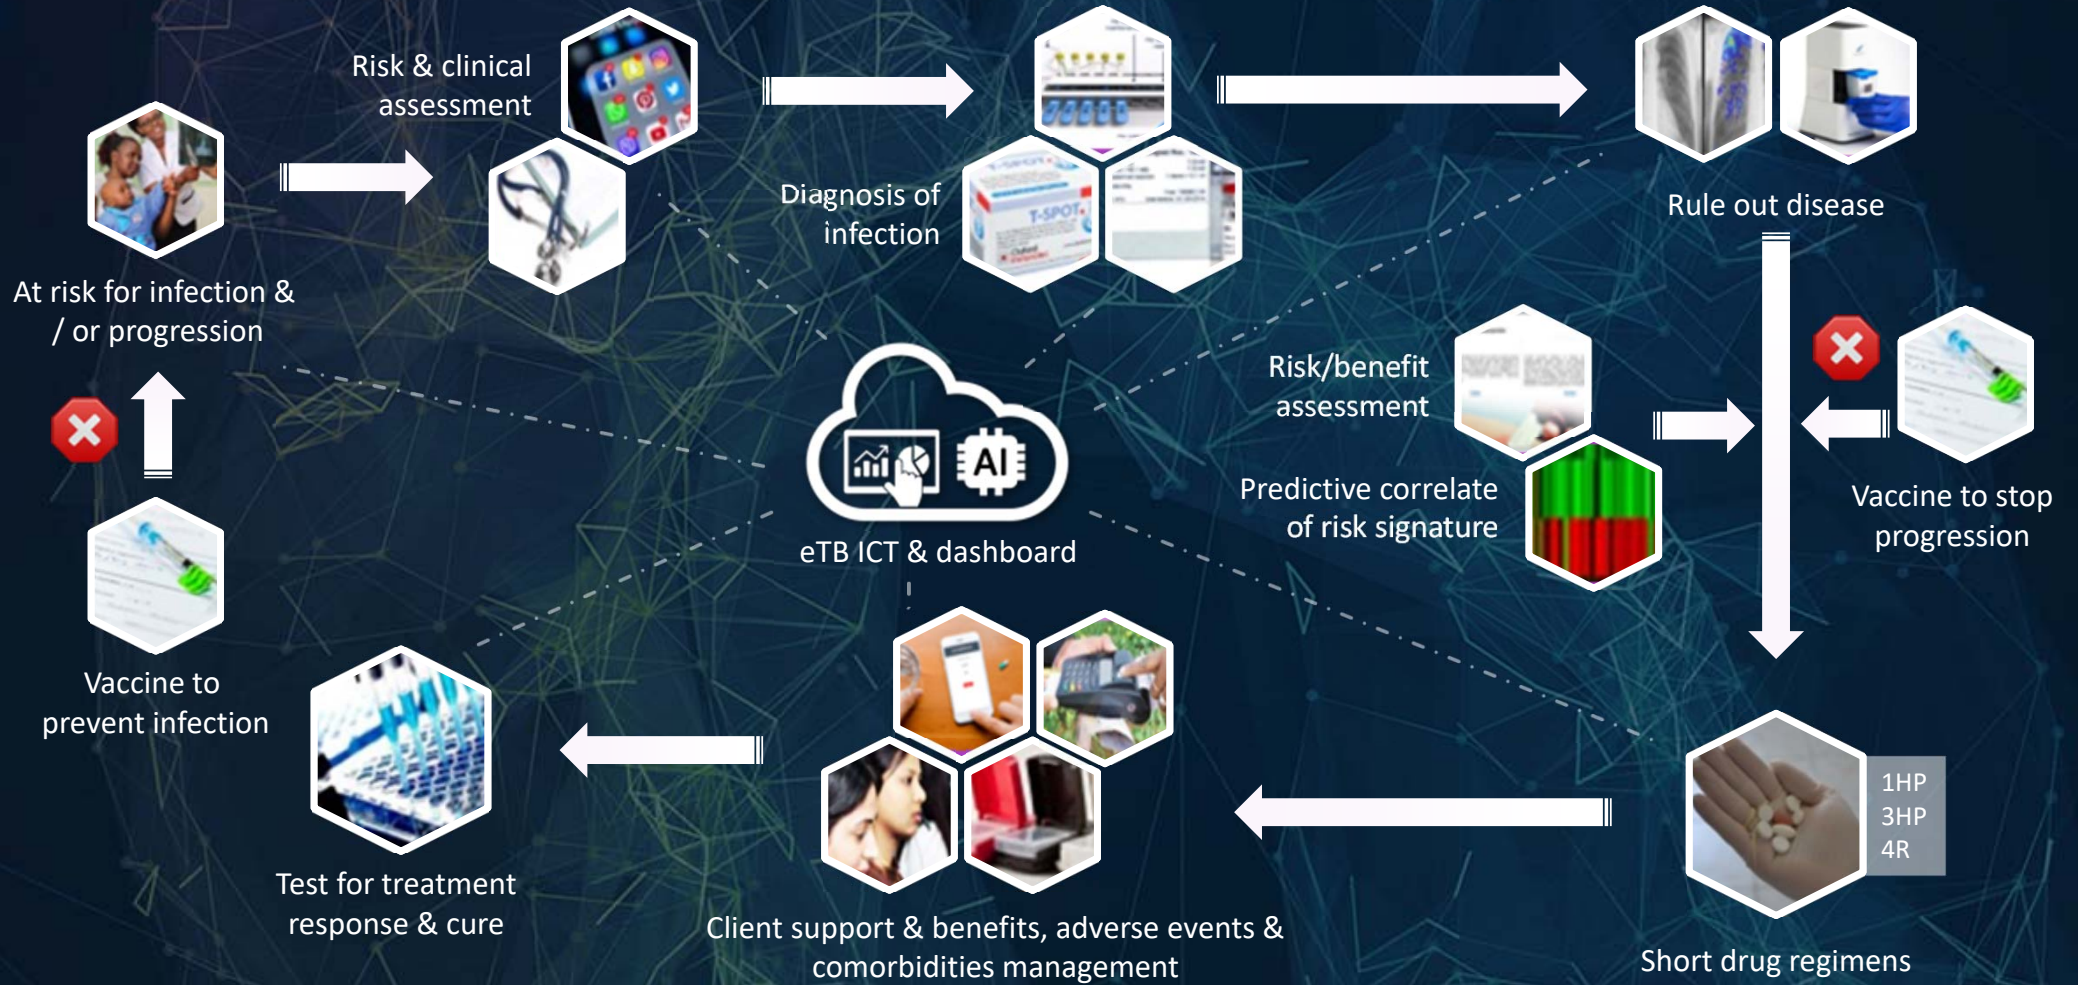 Risk & clinical
assessment
At risk for infection &
/ or progression
Diagnosis of
infection
T-SPOT
T-SPOT.
Rule out disease
Risk/benefit
assessment
Predictive correlate
of risk signature
Vaccine to stop
progression
AI
eTB ICT & dashboard
Vaccine to
prevent infection
Test for treatment
response & cure
Client support & benefits, adverse events &
comorbidities management
1HP
3HP
4R
Short drug regimens